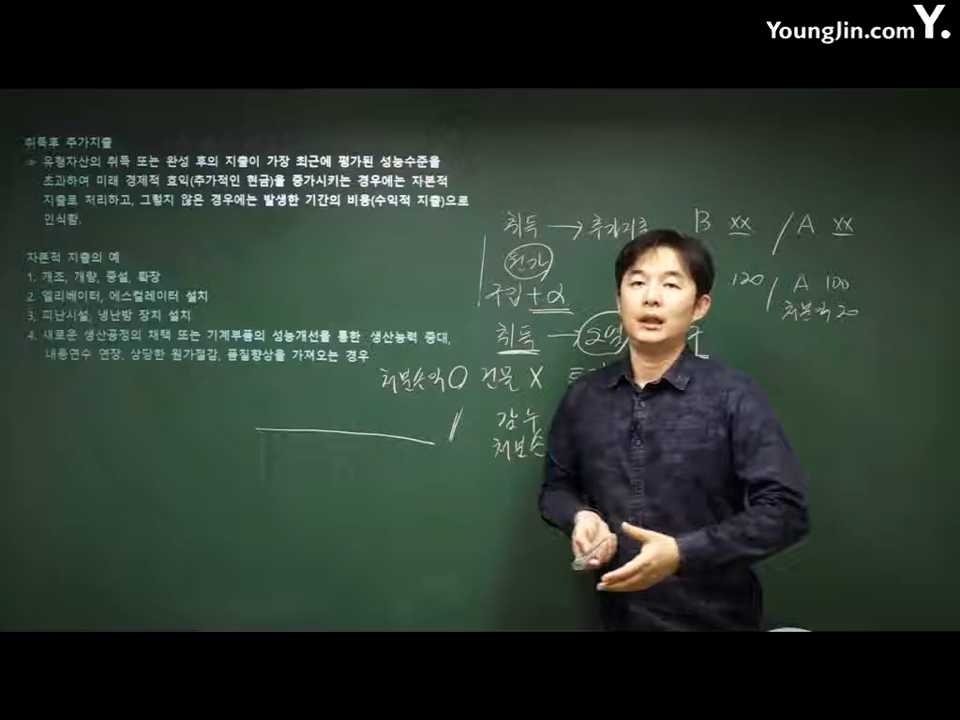 YoungJin.com Y.
취득후 추가지출
⇒ 유형자산의 취득 또는 완성 후의 지출이 가장 최근에 평가된 성능수준을
초과하여 미래 경제적 효익(추가적인 현금)을 증가시키는 경우에는 자본적
지출로 처리하고, 그렇지 않은 경우에는 발생한 기간의 비용(수익적 지출)으로
인식함.
자본적 지출의 예
1. 개조, 개량, 증설, 확장
2. 엘리베이터, 에스컬레이터 설치
3. 피난시설, 냉난방 장치 설치
4. 새로운 생산공정의 채택 또는 기계부품의 성능개선을 통한 생산능력 증대,
내용연수 연장, 상당한 원가절감, 품질향상을 가져오는 경우
취득 → 추가지출
원가
구입 + α
취득 →
처분손익 O 건물 X
/ 감누
처분손
B xx / A xx
120 / A 100
처분익 20